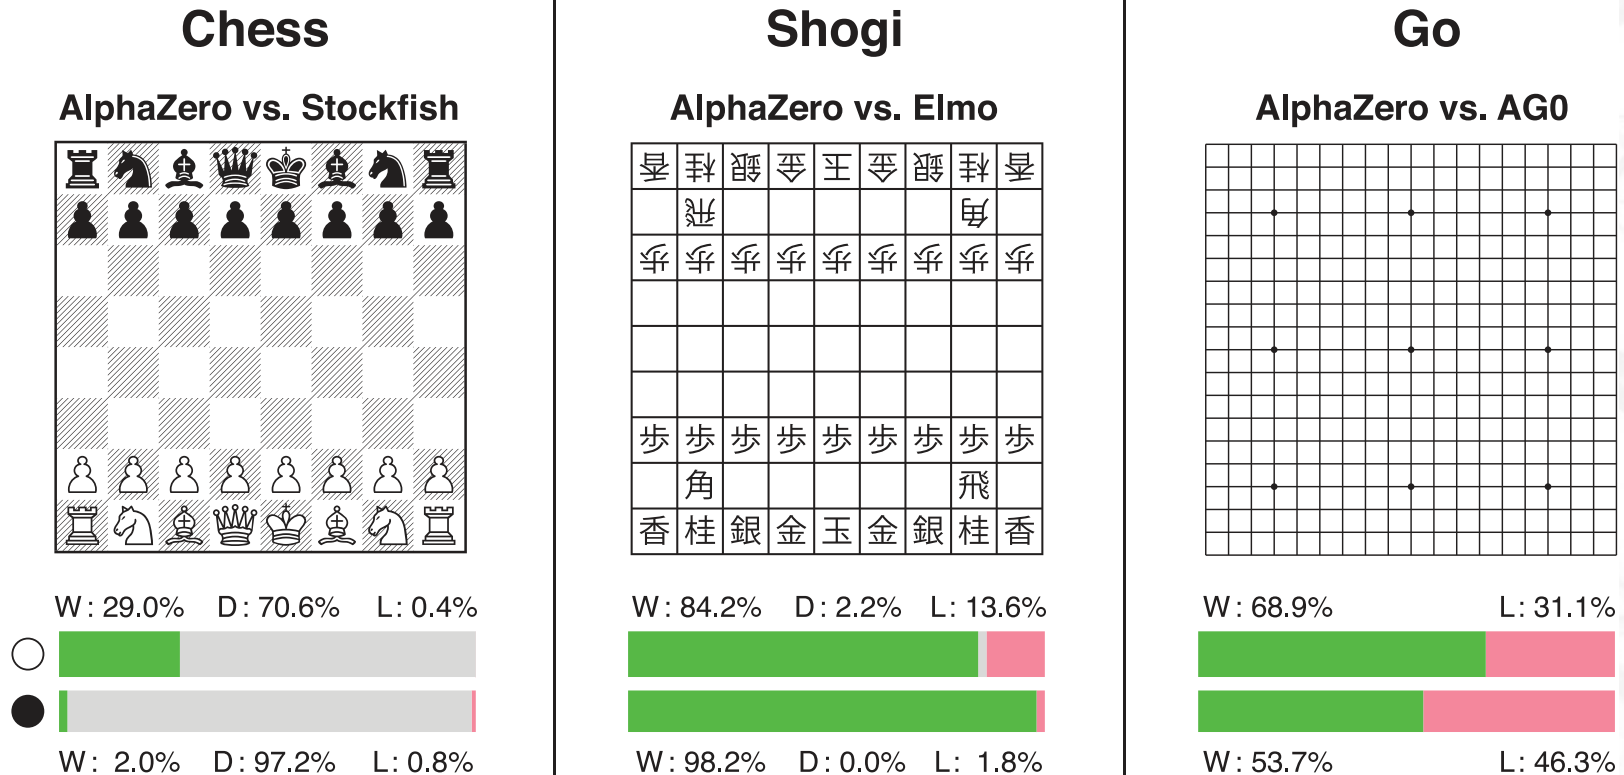 Chess
AlphaZero vs. Stockfish
W: 29.0% D: 70.6% L: 0.4%
W: 2.0% D: 97.2% L: 0.8%
Shogi
AlphaZero vs. Elmo
香桂銀金王金銀桂香
飛角
歩歩歩歩歩歩歩歩歩
歩歩歩歩歩歩歩歩歩
角飛
香桂銀金玉金銀桂香
W: 84.2% D: 2.2% L: 13.6%
W: 98.2% D: 0.0% L: 1.8%
Go
AlphaZero vs. AG0
W: 68.9% L: 31.1%
W: 53.7% L: 46.3%